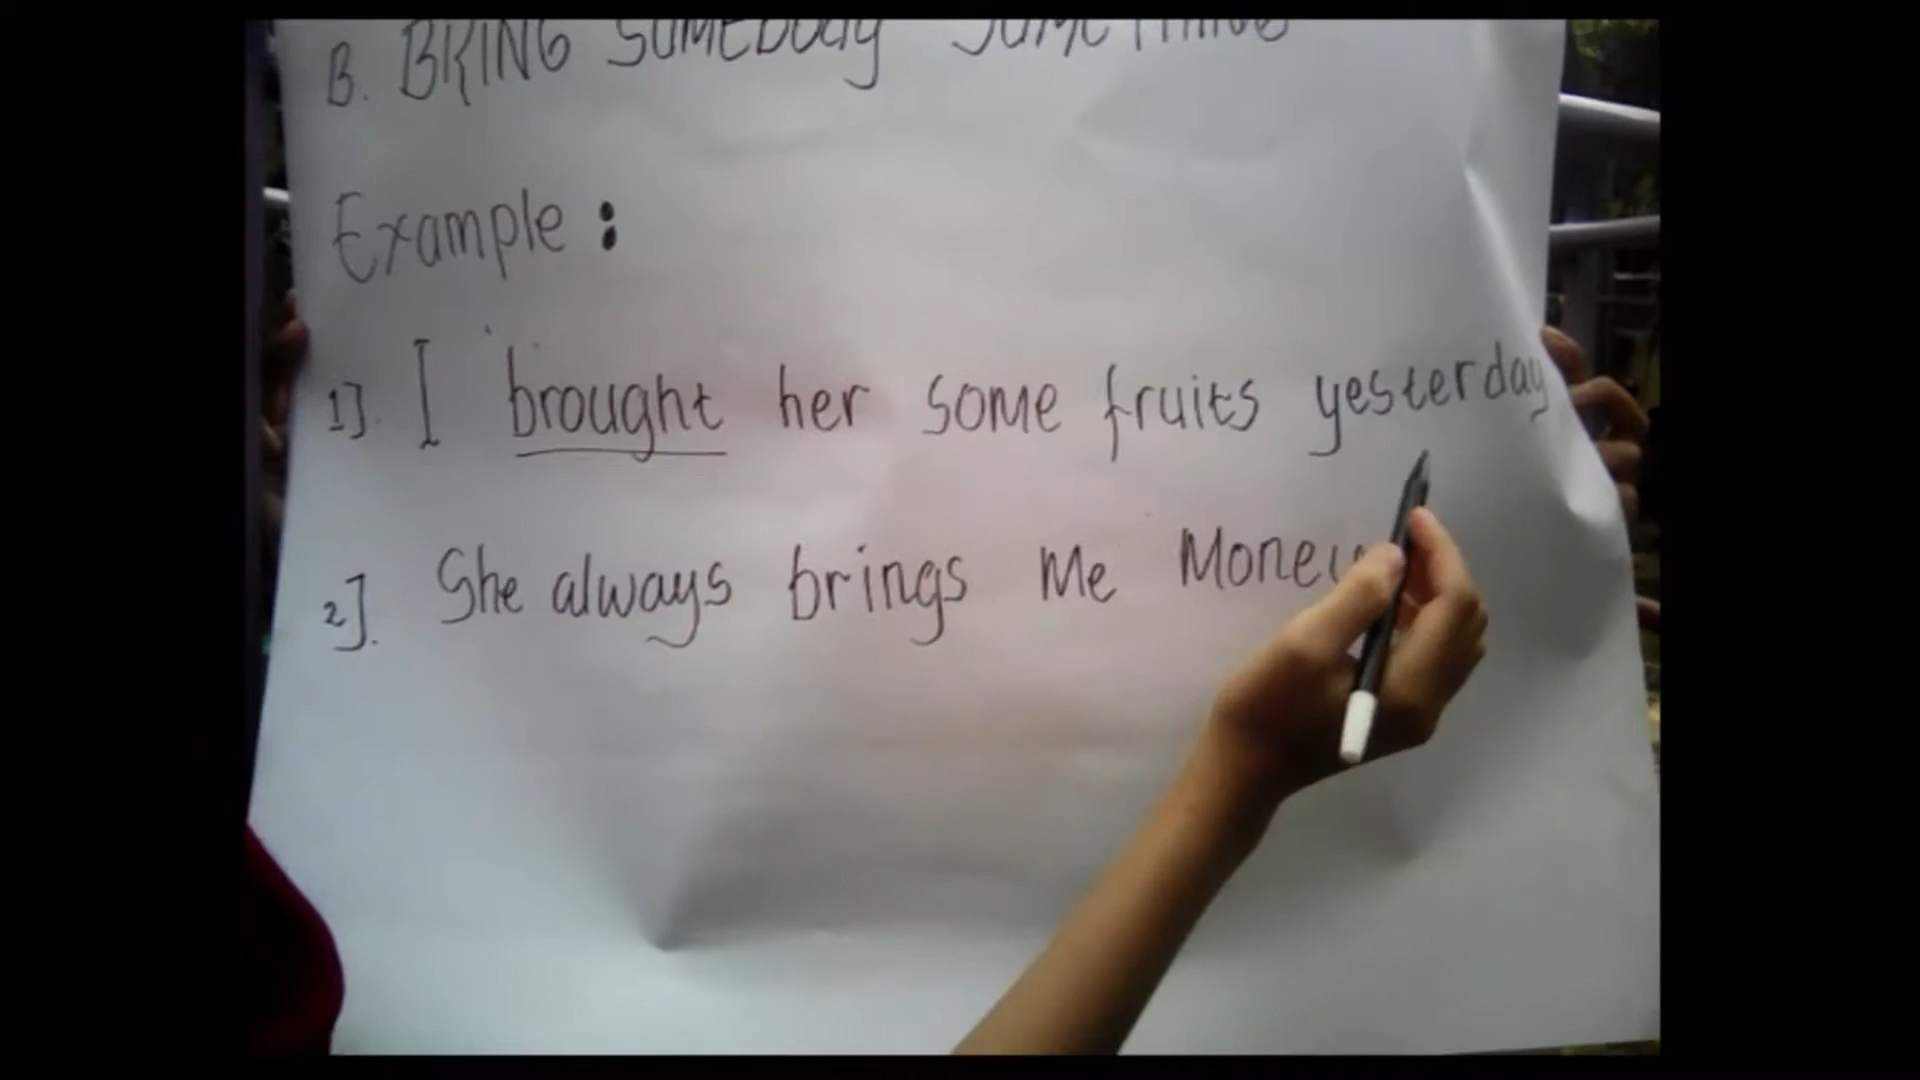 B. BRING SOMEBODY SOMETHING
Example :
1]. I brought her some fruits yesterday
2]. She always brings Me Money